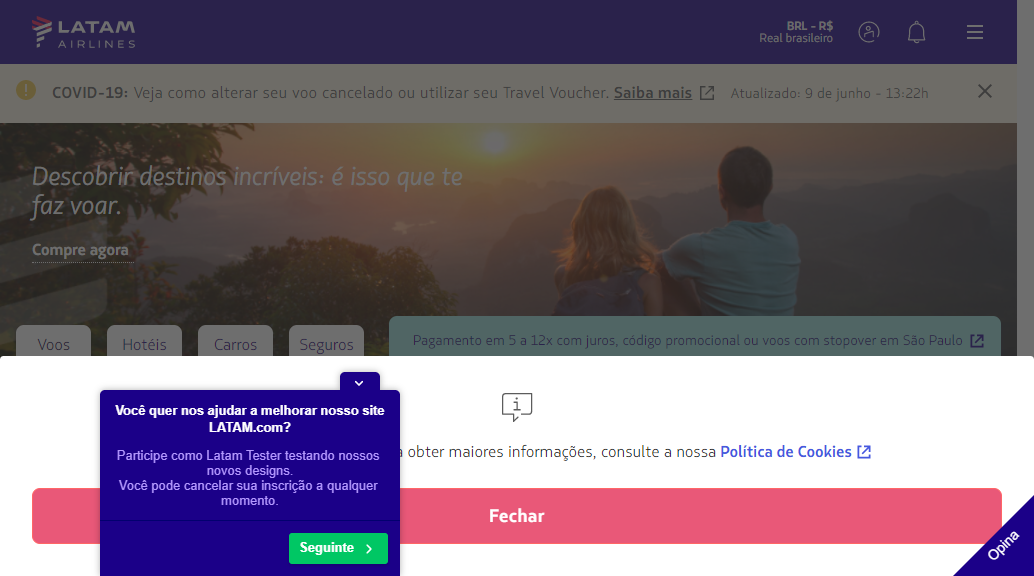 LATAM
AIRLINES
BRL - R$
Real brasileiro
COVID-19: Veja como alterar seu voo cancelado ou utilizar seu Travel Voucher. Saiba mais Atualizado: 9 de junho - 13:22h
Descobrir destinos incríveis: é isso que te
faz voar.
Compre agora
Voos
Hotéis
Carros
Seguros
Pagamento em 5 a 12x com juros, código promocional ou voos com stopover em São Paulo
Você quer nos ajudar a melhorar nosso site
LATAM.com?
Participe como Latam Tester testando nossos
novos designs.
Você pode cancelar sua inscrição a qualquer
momento.
Seguinte
a obter maiores informações, consulte a nossa Política de Cookies
Fechar
Opina